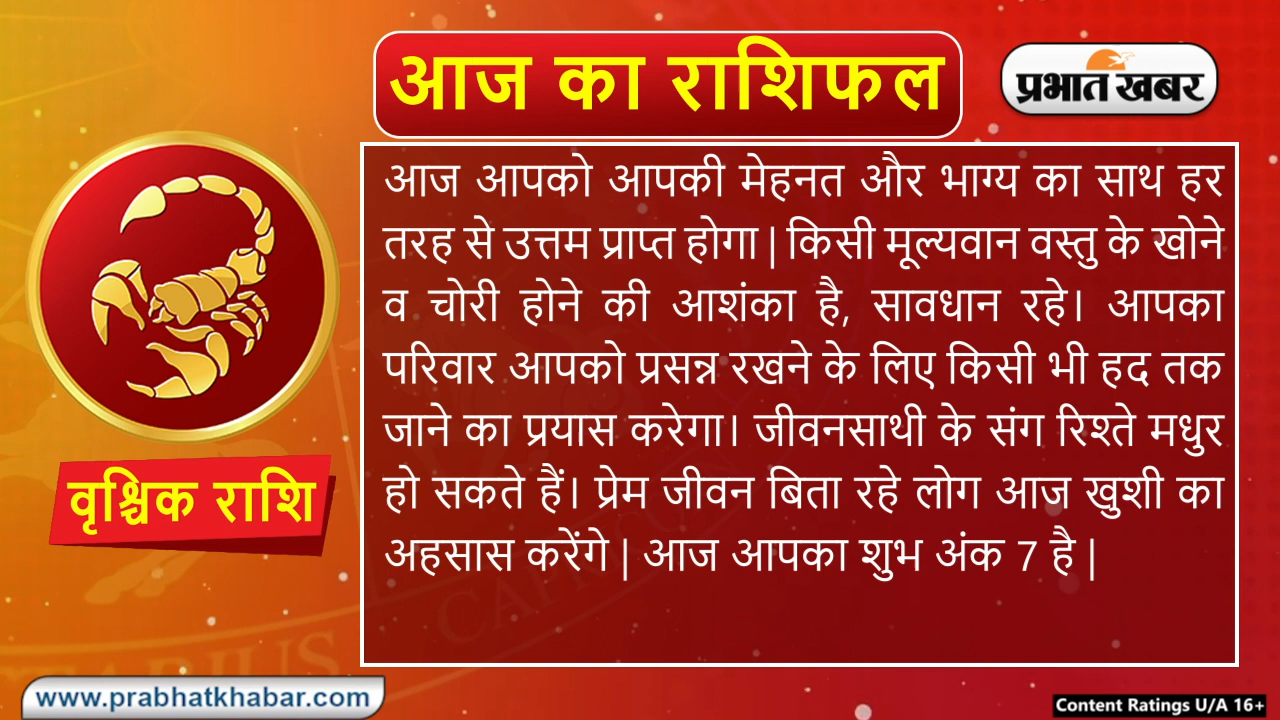 आज का राशिफल
प्रभात खबर
आज आपको आपकी मेहनत और भाग्य का साथ हर
तरह से उत्तम प्राप्त होगा | किसी मूल्यवान वस्तु के खोने
व चोरी होने की आशंका है, सावधान रहे। आपका
परिवार आपको प्रसन्न रखने के लिए किसी भी हद तक
जाने का प्रयास करेगा। जीवनसाथी के संग रिश्ते मधुर
हो सकते हैं। प्रेम जीवन बिता रहे लोग आज खुशी का
अहसास करेंगे | आज आपका शुभ अंक 7 है |
वृश्चिक राशि
CAPRICORN
TARIUS
www.prabhatkhabar.com
Content Ratings U/A 16+